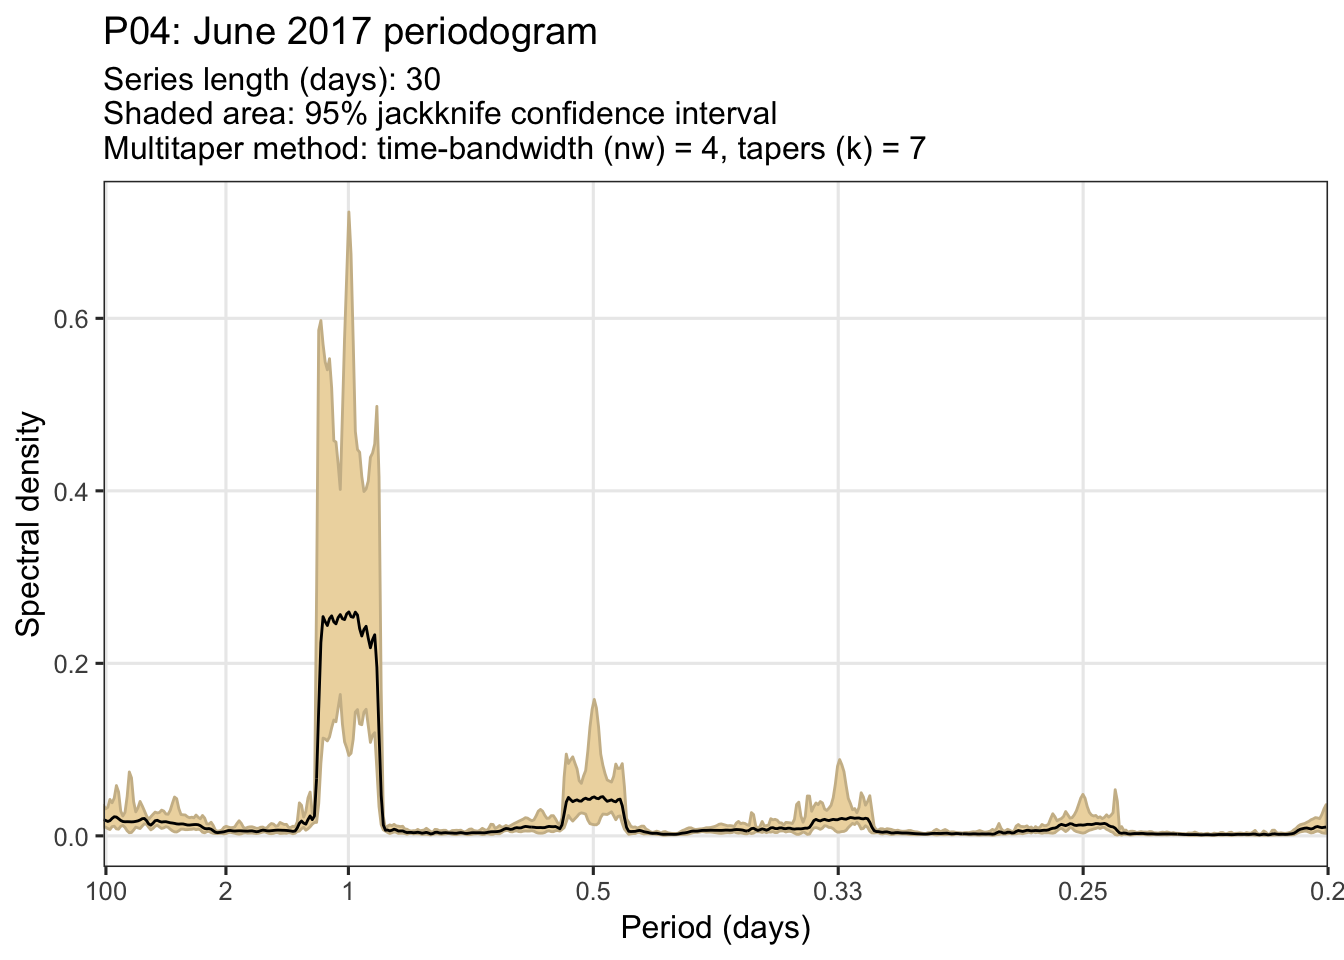 P04: June 2017 periodogram
Series length (days): 30
Shaded area: 95% jackknife confidence interval
Multitaper method: time-bandwidth (nw) = 4, tapers (k) = 7
Spectral density
0.6
0.4
0.2
0.0
100 2 1 0.5 0.33 0.25 0.2
Period (days)